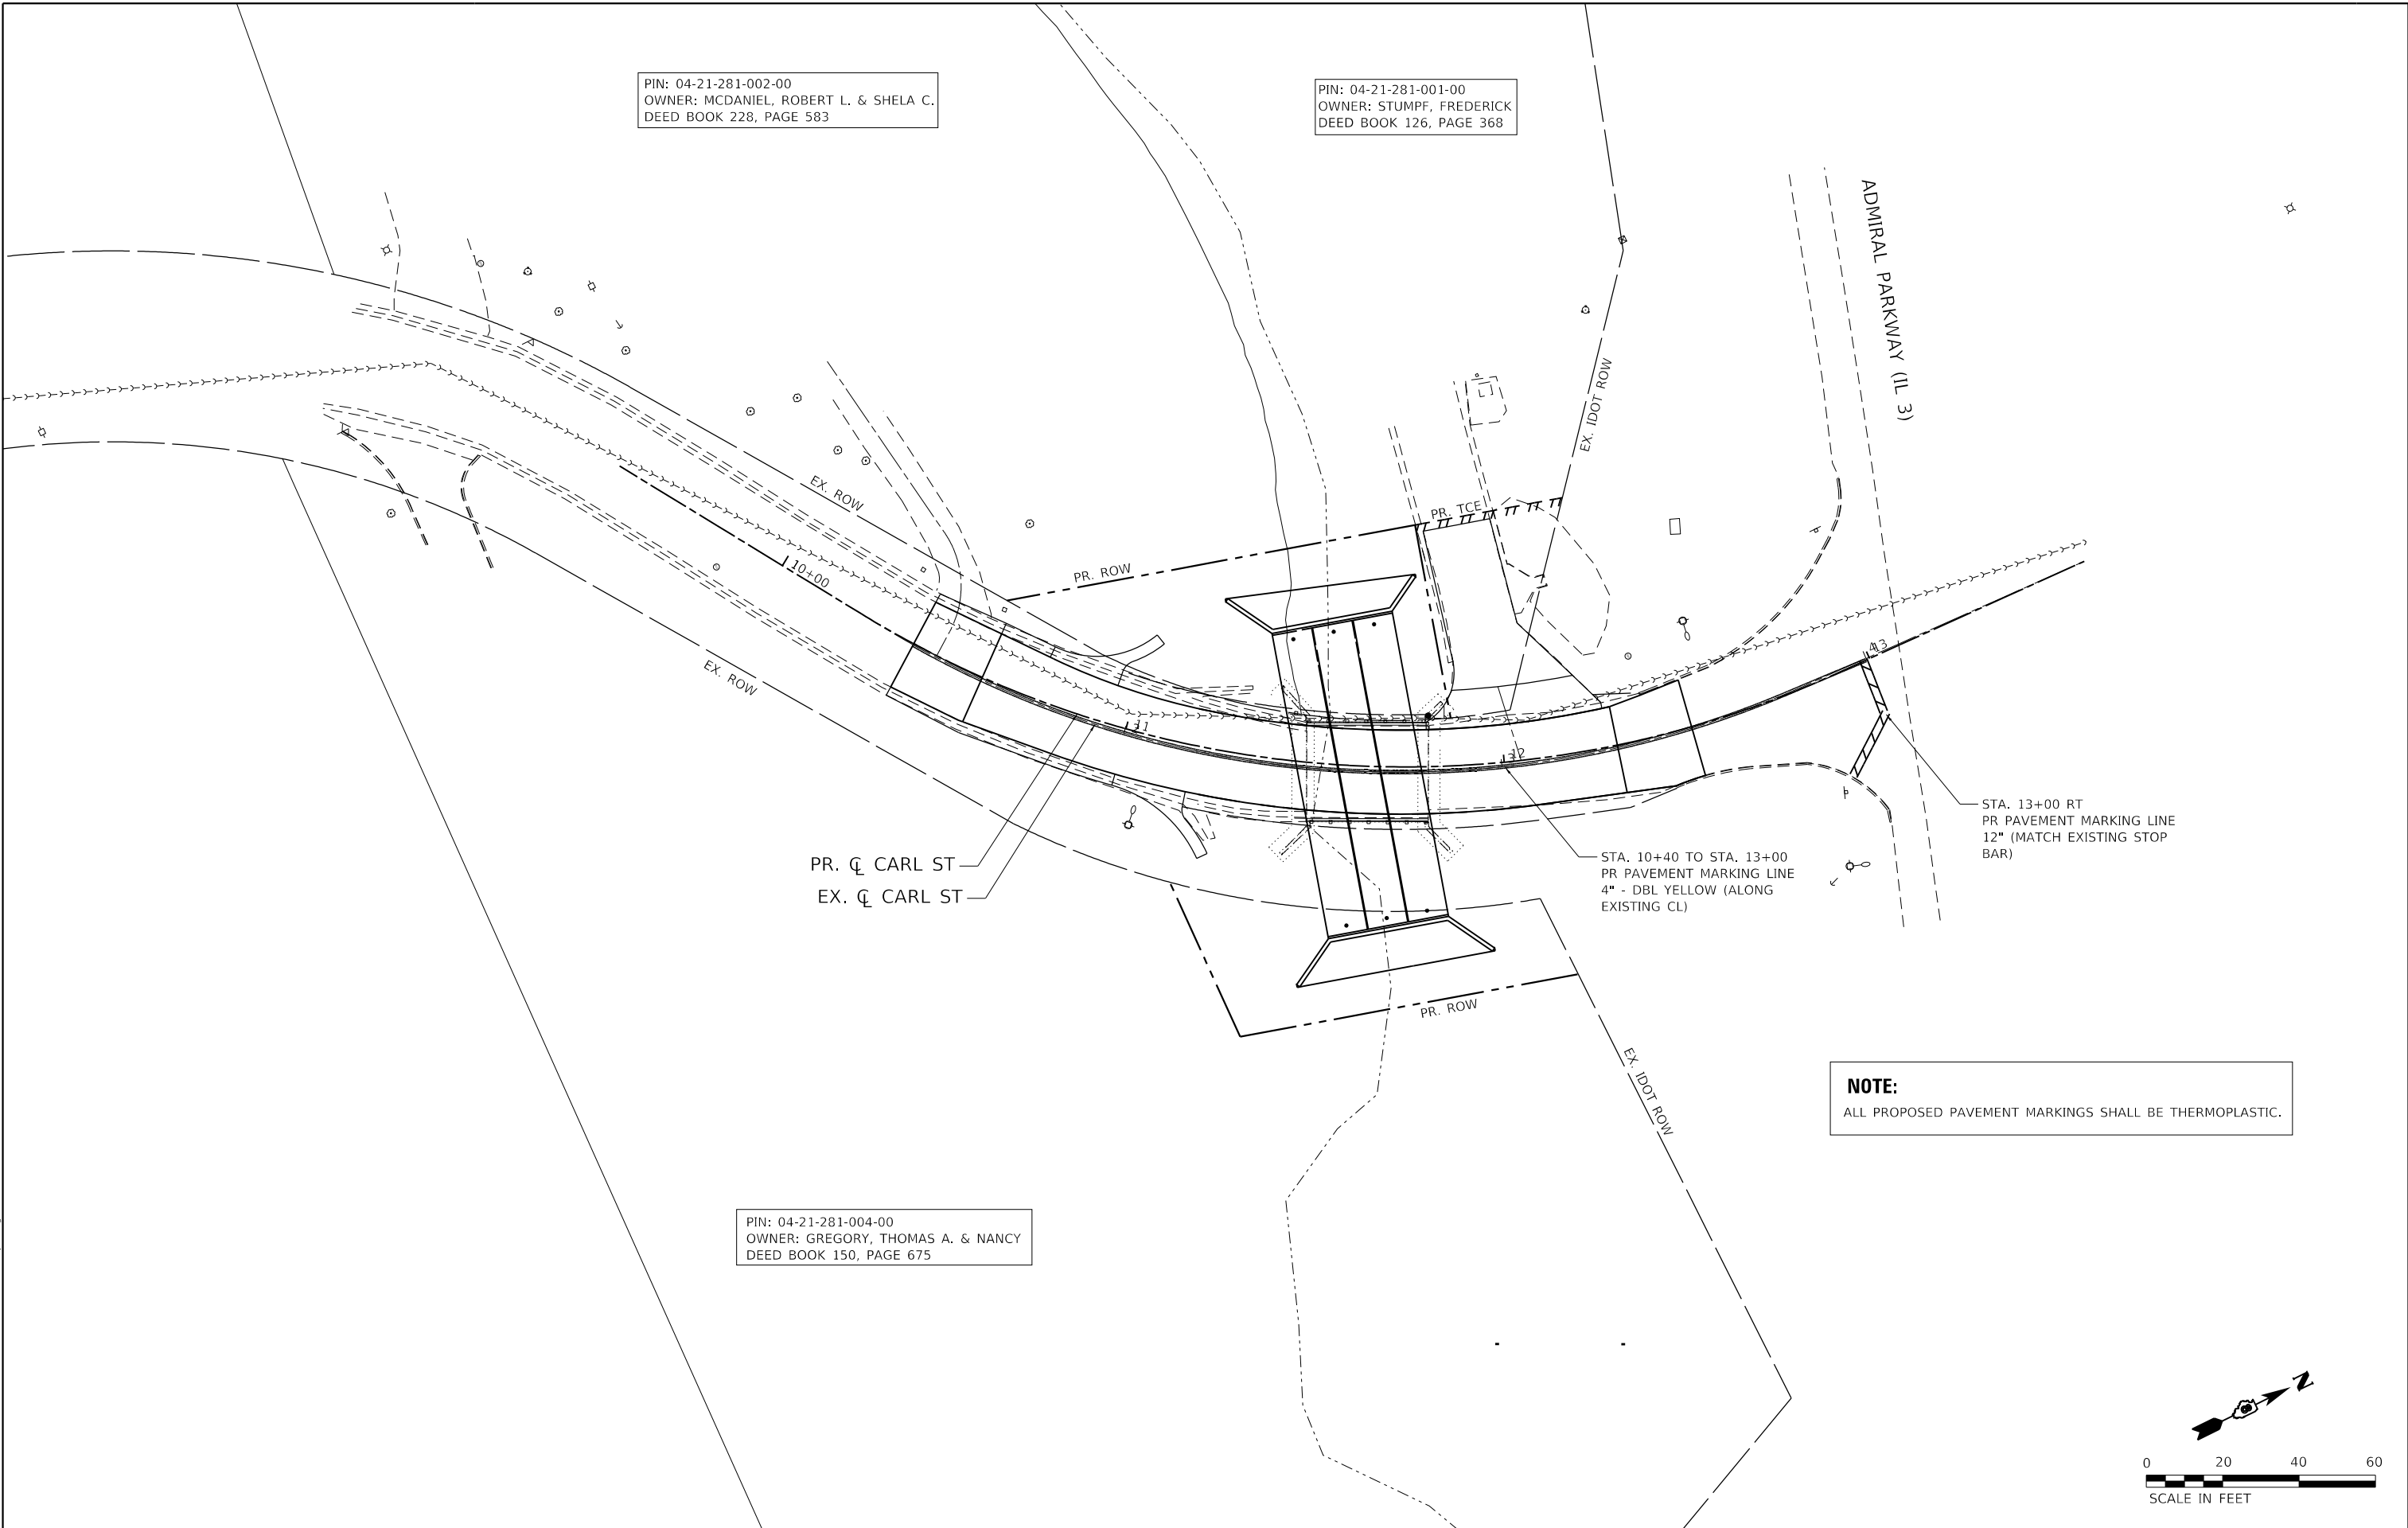 PIN: 04-21-281-002-00
OWNER: MCDANIEL, ROBERT L. & SHELA C.
DEED BOOK 228, PAGE 583
PIN: 04-21-281-001-00
OWNER: STUMPF, FREDERICK
DEED BOOK 126, PAGE 368
ADMIRAL PARKWAY (IL 3)
EX. IDOT ROW
EX. ROW
PR. TCE
PR. ROW
10+00
EX. ROW
11
12
13
PR. ℄ CARL ST
EX. ℄ CARL ST
STA. 13+00 RT
PR PAVEMENT MARKING LINE
12" (MATCH EXISTING STOP
BAR)
STA. 10+40 TO STA. 13+00
PR PAVEMENT MARKING LINE
4" - DBL YELLOW (ALONG
EXISTING CL)
PR. ROW
EX. IDOT ROW
NOTE:
ALL PROPOSED PAVEMENT MARKINGS SHALL BE THERMOPLASTIC.
PIN: 04-21-281-004-00
OWNER: GREGORY, THOMAS A. & NANCY
DEED BOOK 150, PAGE 675
N
0 20 40 60
SCALE IN FEET